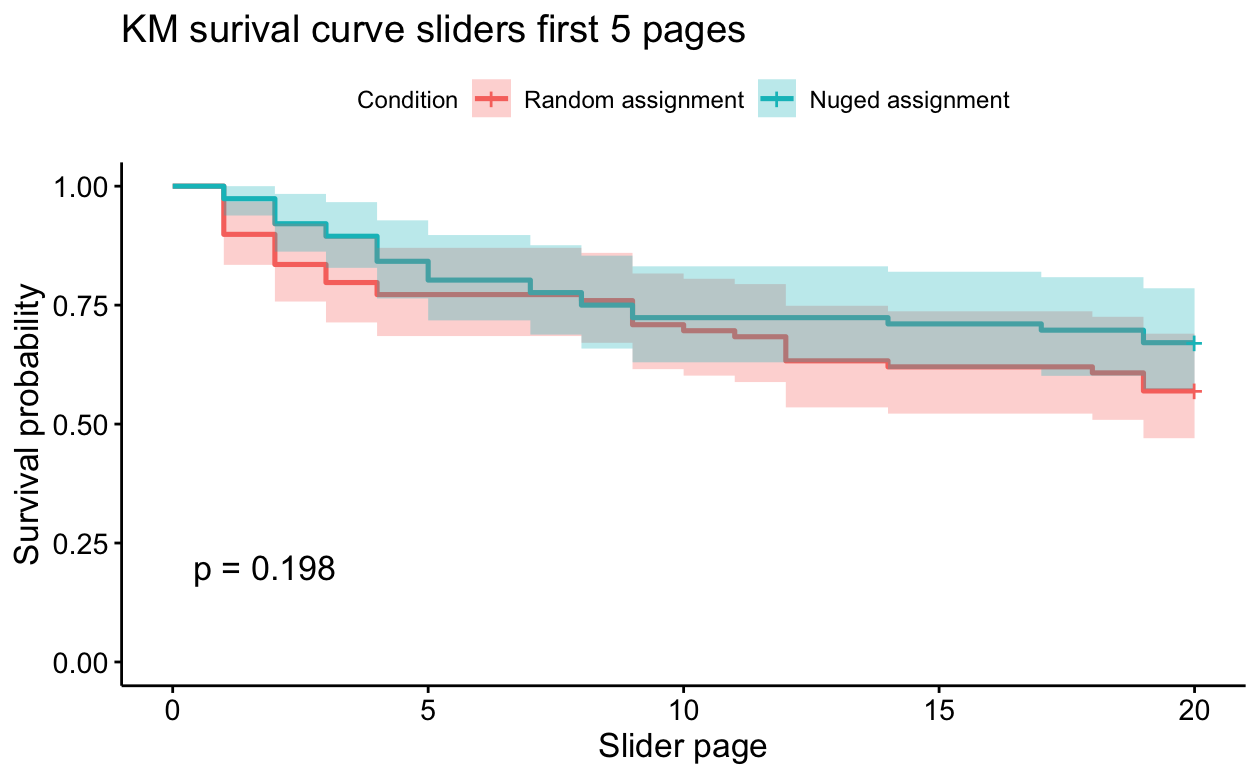 KM surival curve sliders first 5 pages
Condition Random assignment Nuged assignment
1.00
0.75
0.50
0.25
0.00
Survival probability
p = 0.198
0 5 10 15 20
Slider page